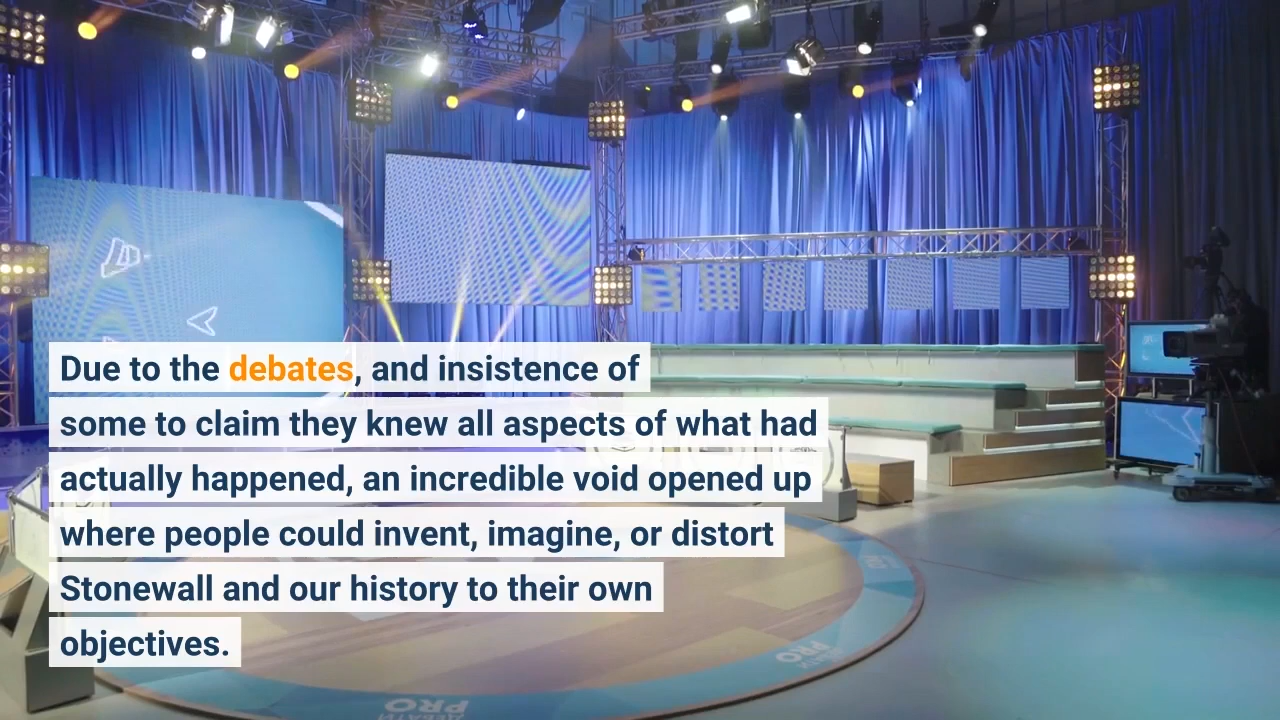 Due to the debates, and insistence of
some to claim they knew all aspects of what had
actually happened, an incredible void opened up
where people could invent, imagine, or distort
Stonewall and our history to their own
objectives.
PRO
PRO